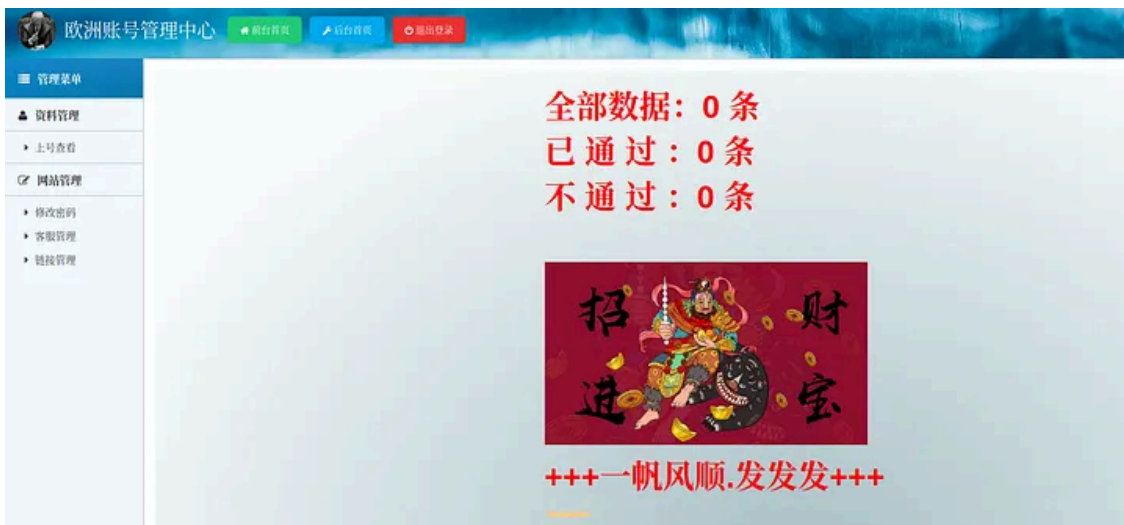 欧洲账号管理中心 前台首页 后台首页 退出登录
管理菜单
资料管理
上号查看
网站管理
修改密码
客服管理
链接管理
全部数据：0 条
已 通 过 ：0 条
不 通 过 ：0 条
招 财
进 宝
+++一帆风顺.发发发+++